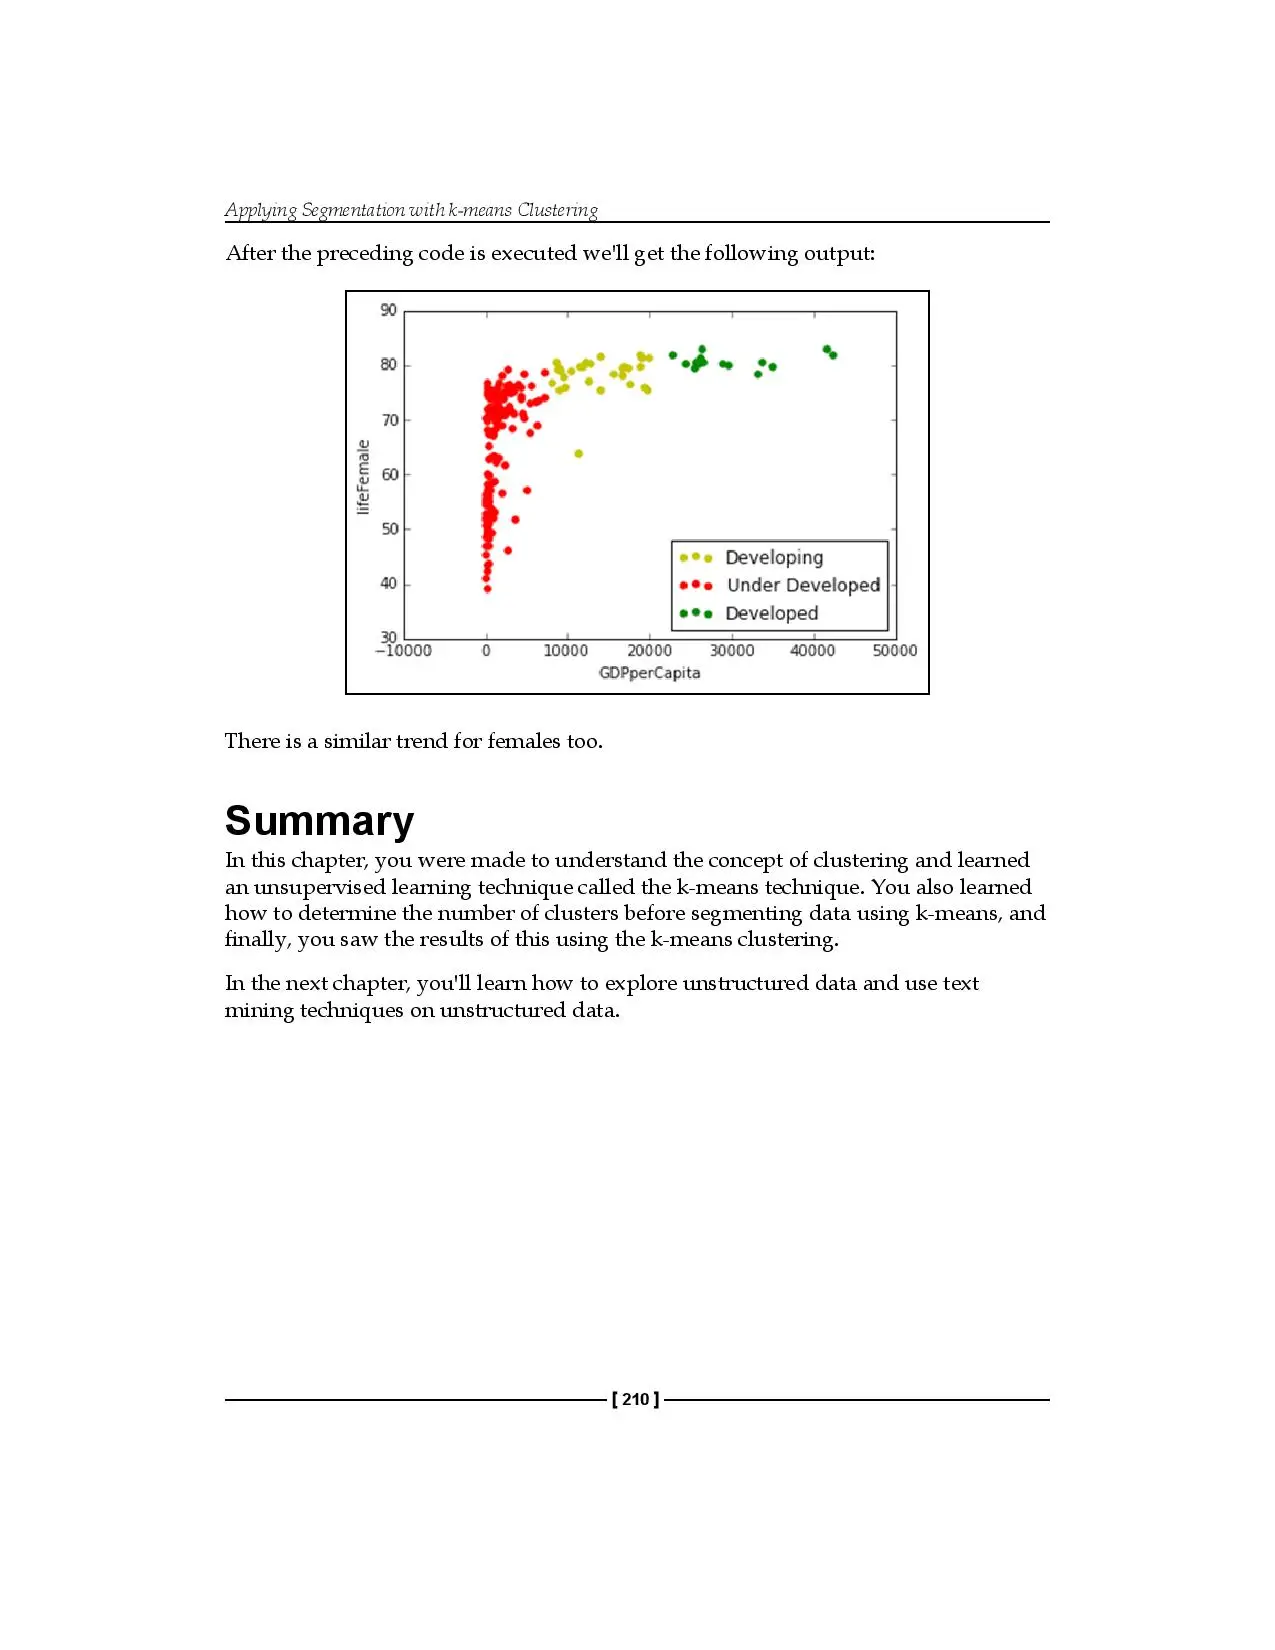 Applying Segmentation with k-means Clustering
After the preceding code is executed we'll get the following output:
90
80
70
60
50
40
30
lifeFemale
Developing
Under Developed
Developed
−10000 0 10000 20000 30000 40000 50000
GDPperCapita
There is a similar trend for females too.
Summary
In this chapter, you were made to understand the concept of clustering and learned
an unsupervised learning technique called the k-means technique. You also learned
how to determine the number of clusters before segmenting data using k-means, and
finally, you saw the results of this using the k-means clustering.
In the next chapter, you'll learn how to explore unstructured data and use text
mining techniques on unstructured data.
[ 210 ]